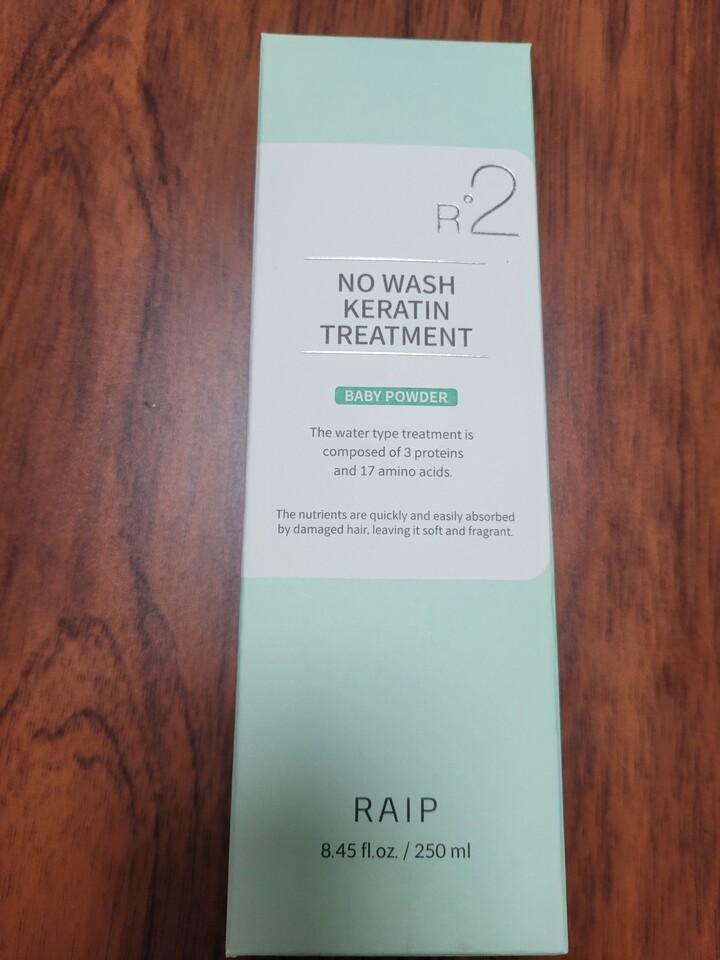 R°2
NO WASH
KERATIN
TREATMENT
BABY POWDER
The water type treatment is
composed of 3 proteins
and 17 amino acids.
The nutrients are quickly and easily absorbed
by damaged hair, leaving it soft and fragrant.
RAIP
8.45 fl.oz. / 250 ml